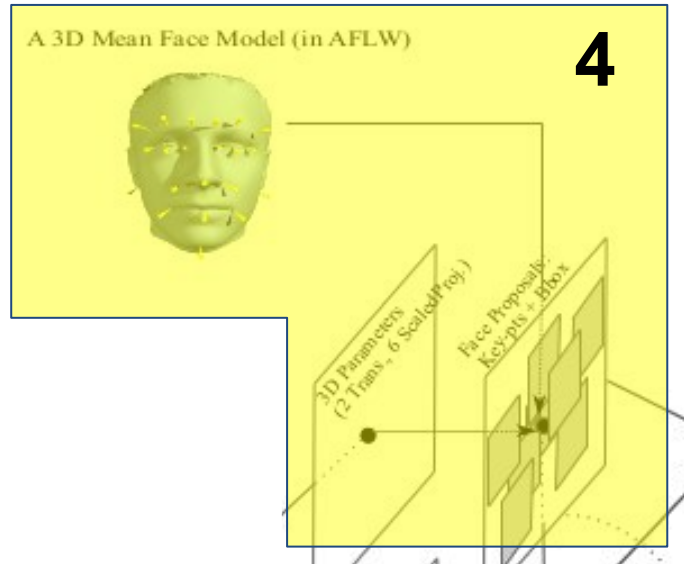 A 3D Mean Face Model (in AFLW)
4
3D Parameters
(2 Trans., 6 ScaledProj.)
Face Proposals:
Key-pts + Bbox